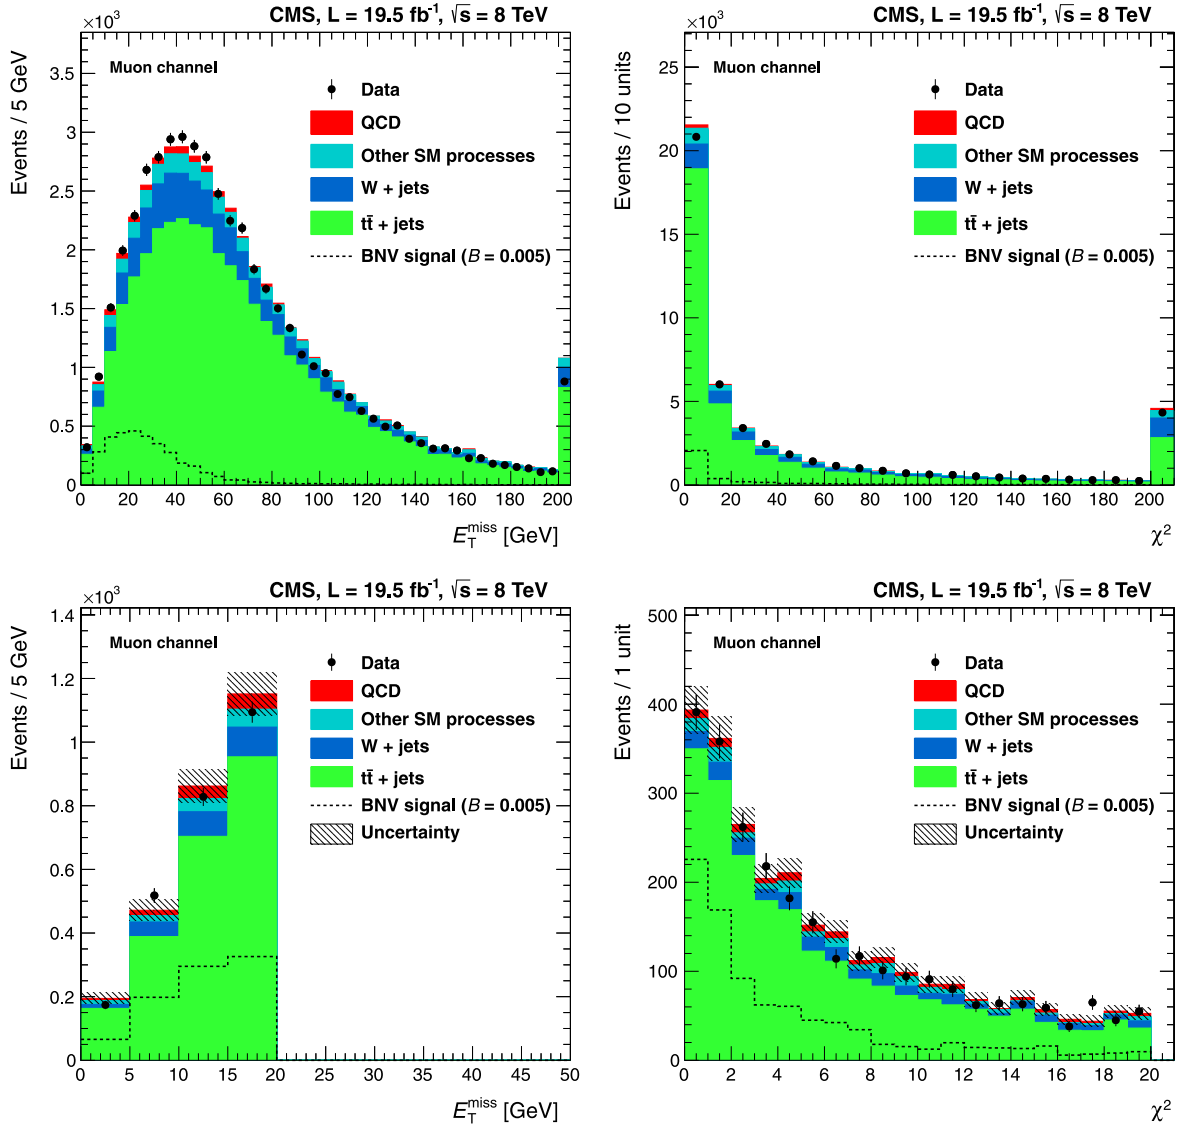 CMS, L = 19.5 fb⁻¹, √s = 8 TeV
×10³
Events / 5 GeV
Muon channel
Data
QCD
Other SM processes
W + jets
tt̄ + jets
BNV signal (B = 0.005)
3.5
3
2.5
2
1.5
1
0.5
0
0 20 40 60 80 100 120 140 160 180 200
E_T^miss [GeV]
CMS, L = 19.5 fb⁻¹, √s = 8 TeV
×10³
Events / 10 units
Muon channel
Data
QCD
Other SM processes
W + jets
tt̄ + jets
BNV signal (B = 0.005)
25
20
15
10
5
0
0 20 40 60 80 100 120 140 160 180 200
χ²
CMS, L = 19.5 fb⁻¹, √s = 8 TeV
×10³
Events / 5 GeV
Muon channel
Data
QCD
Other SM processes
W + jets
tt̄ + jets
BNV signal (B = 0.005)
Uncertainty
1.4
1.2
1
0.8
0.6
0.4
0.2
0
0 5 10 15 20 25 30 35 40 45 50
E_T^miss [GeV]
CMS, L = 19.5 fb⁻¹, √s = 8 TeV
Events / 1 unit
Muon channel
Data
QCD
Other SM processes
W + jets
tt̄ + jets
BNV signal (B = 0.005)
Uncertainty
500
400
300
200
100
0
0 2 4 6 8 10 12 14 16 18 20
χ²